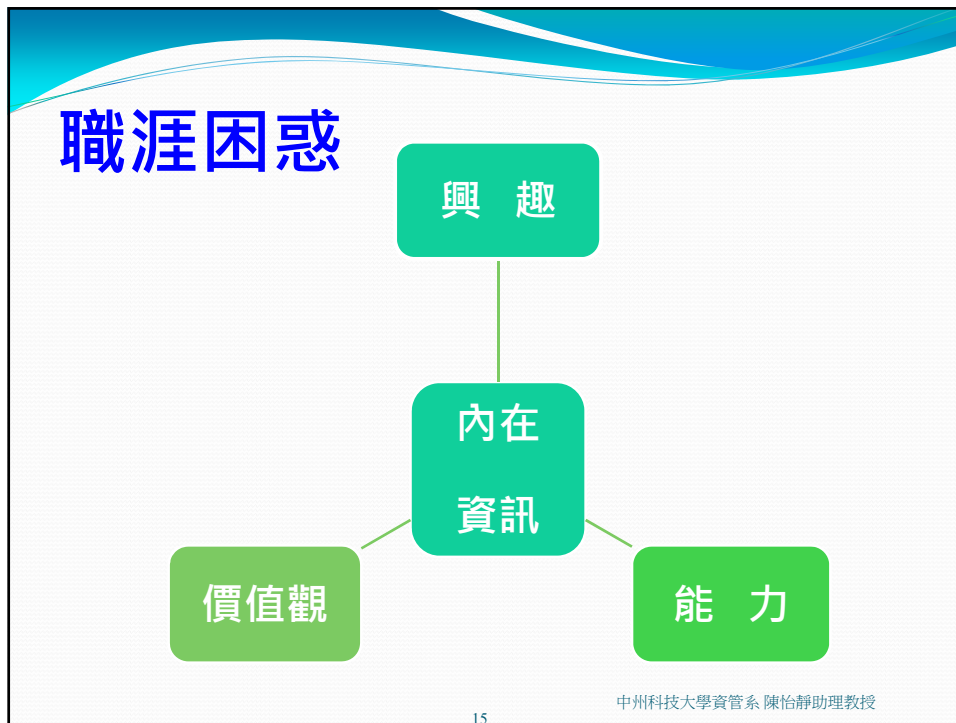 職涯困惑
興 趣
內在
資訊
價值觀
能 力
中州科技大學資管系 陳怡靜助理教授
15